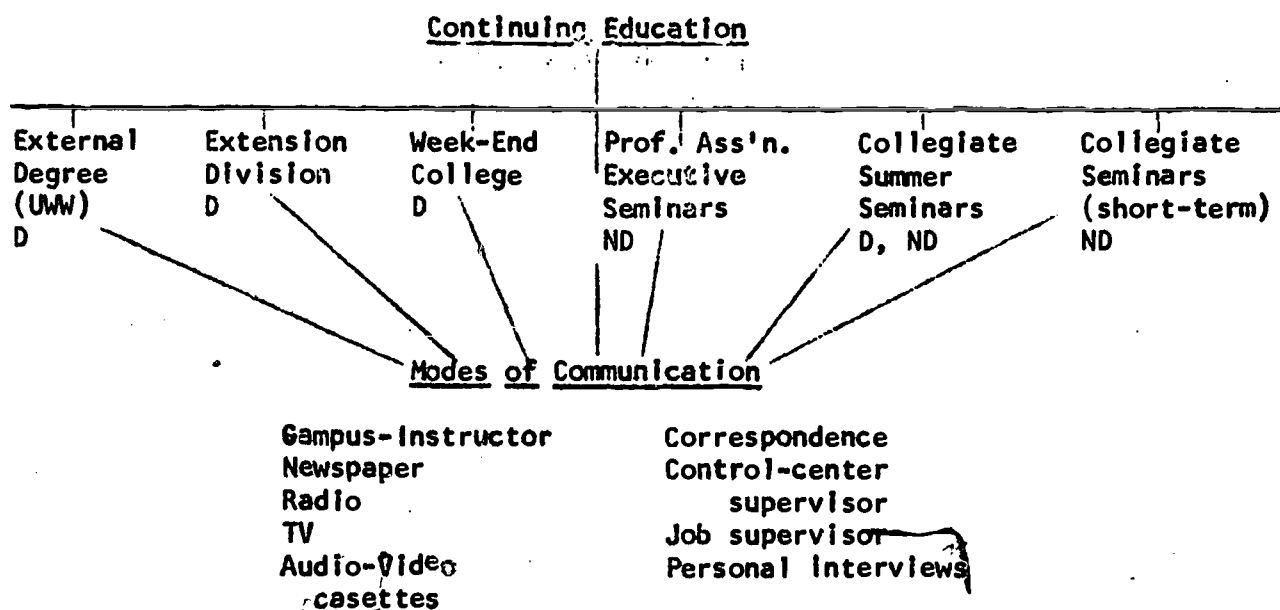 Continuing Education
External
Degree
(UWW)
D
Extension
Division
D
Week-End
College
D
Prof. Ass'n.
Executive
Seminars
ND
Collegiate
Summer
Seminars
D, ND
Collegiate
Seminars
(short-term)
ND
Modes of Communication
Campus-Instructor
Newspaper
Radio
TV
Audio-Video
casettes
Correspondence
Control-center
supervisor
Job supervisor
Personal Interviews